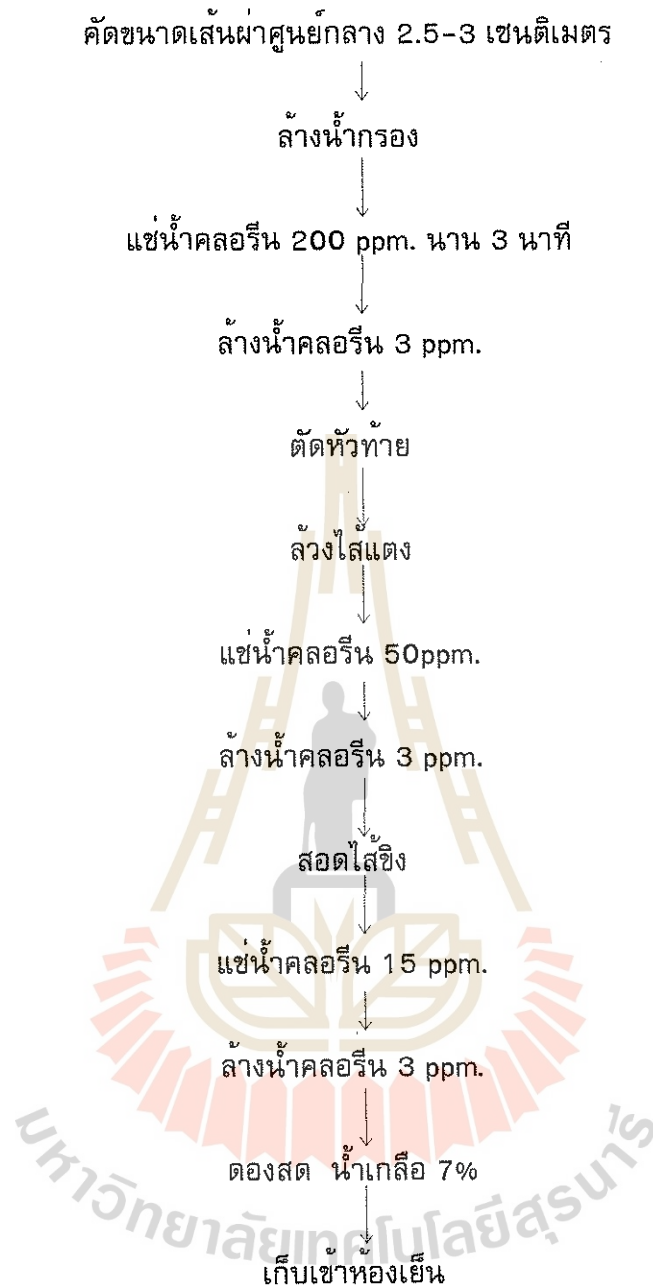 คัดขนาดเส้นผ่าศูนย์กลาง 2.5-3 เซนติเมตร
ล้างน้ำกรอง
แช่น้ำคลอรีน 200 ppm. นาน 3 นาที
ล้างน้ำคลอรีน 3 ppm.
ตัดหัวท้าย
ล้วงไส้แตง
แช่น้ำคลอรีน 50ppm.
ล้างน้ำคลอรีน 3 ppm.
สอดไส้ขิง
แช่น้ำคลอรีน 15 ppm.
ล้างน้ำคลอรีน 3 ppm.
ดองสด น้ำเกลือ 7%
มหาวิทยาลัยเทคโนโลยีสุรนารี
เก็บเข้าห้องเย็น